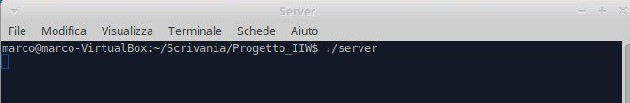 Server
File Modifica Visualizza Terminale Schede Aiuto
marco@marco-VirtualBox:~/Scrivania/Progetto_IIW$ ./server